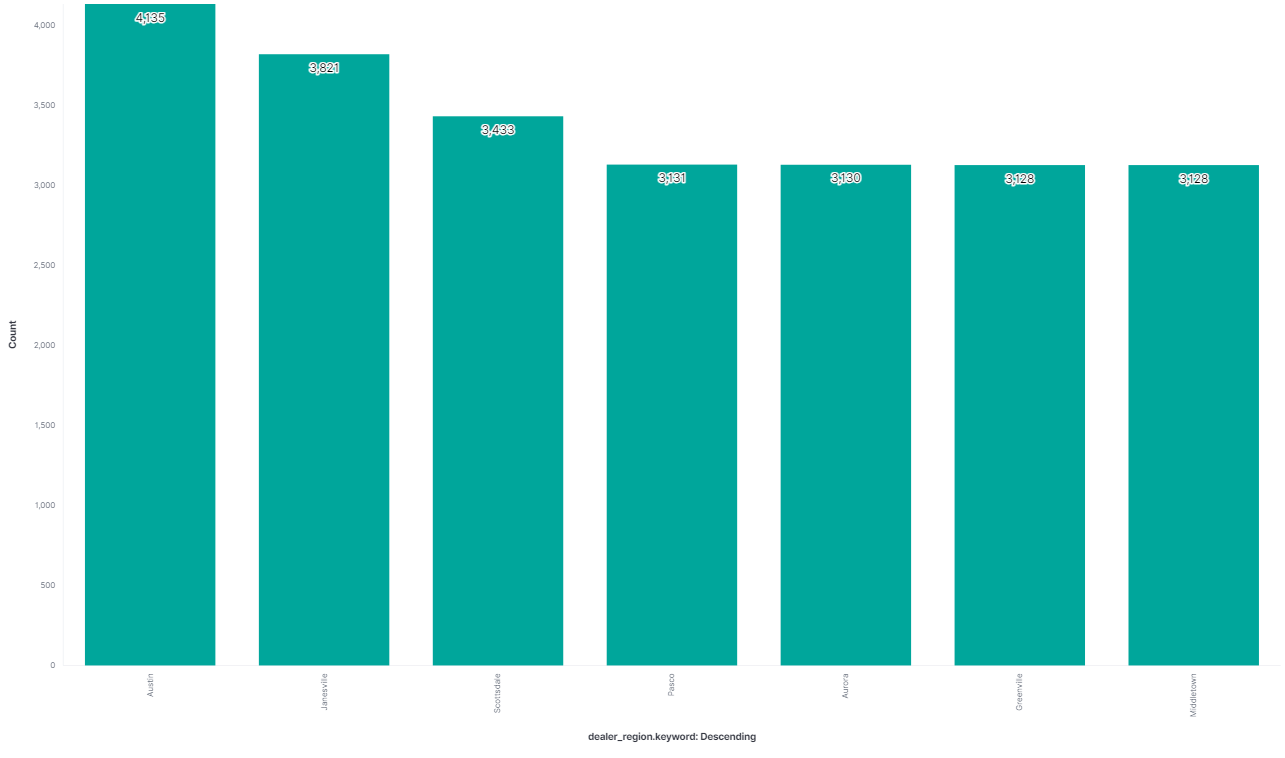 4,135
3,821
3,433
3,131
3,130
3,128
3,128
4,000
3,500
3,000
2,500
2,000
1,500
1,000
500
0
Count
Austin
Janesville
Scottsdale
Pasco
Aurora
Greenville
Middletown
dealer_region.keyword: Descending